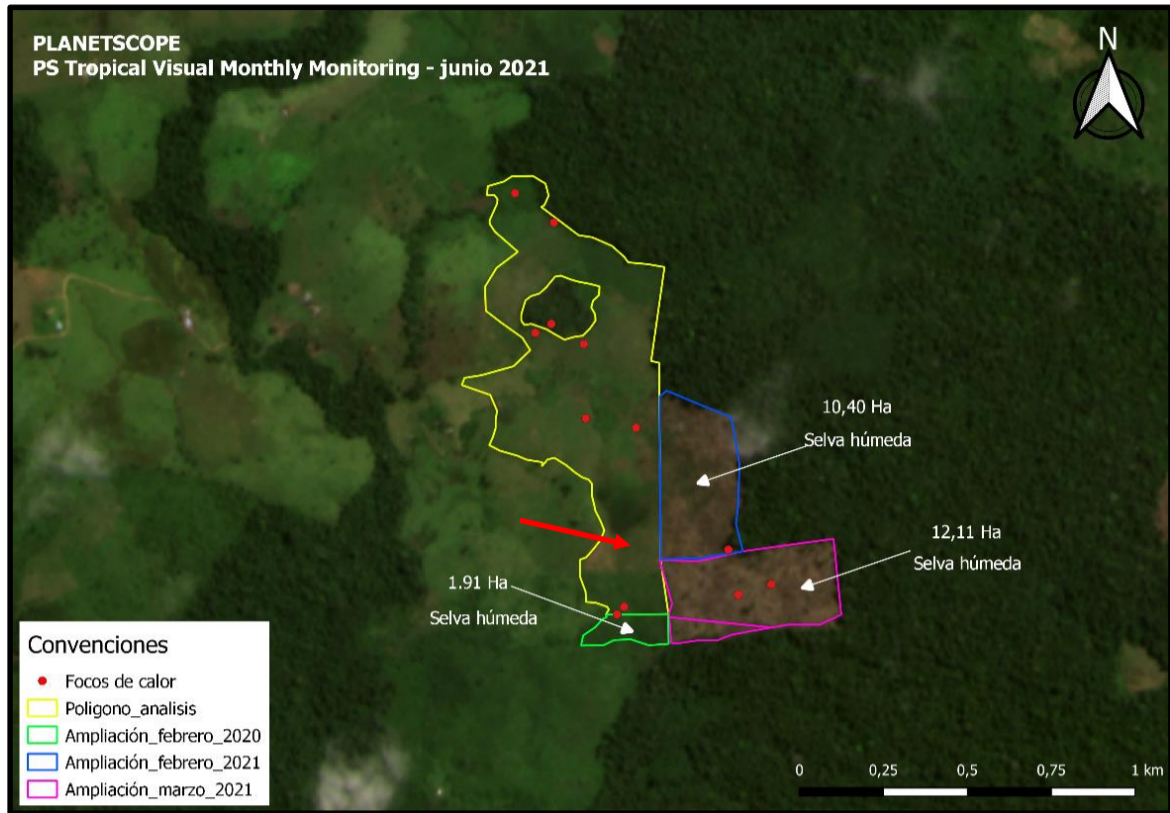 PLANETSCOPE
PS Tropical Visual Monthly Monitoring - junio 2021
N
10,40 Ha
Selva húmeda
12,11 Ha
Selva húmeda
1.91 Ha
Selva húmeda
Convenciones
Focos de calor
Poligono_analisis
Ampliación_febrero_2020
Ampliación_febrero_2021
Ampliación_marzo_2021
0 0,25 0,5 0,75 1 km